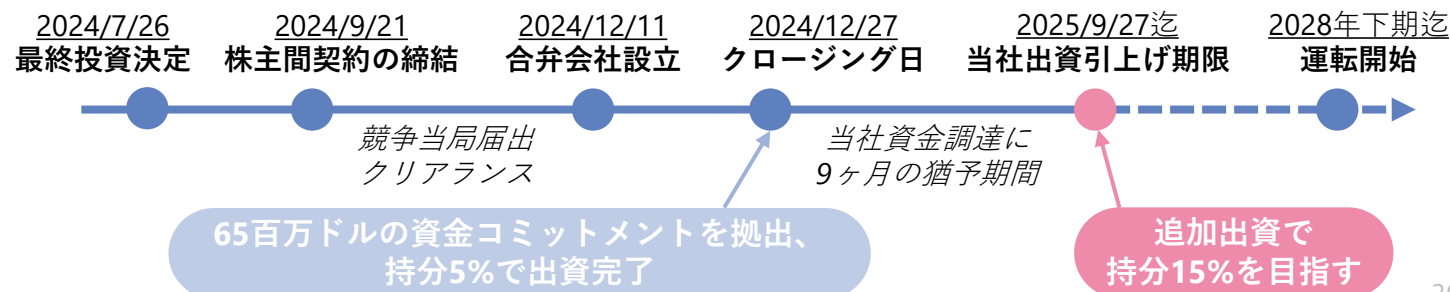 2024/7/26
最終投資決定
2024/9/21
株主間契約の締結
2024/12/11
合弁会社設立
2024/12/27
クロージング日
2025/9/27迄
当社出資引上げ期限
2028年下期迄
運転開始
競争当局届出
クリアランス
当社資金調達に
9ヶ月の猶予期間
65百万ドルの資金コミットメントを拠出、
持分5%で出資完了
追加出資で
持分15%を目指す